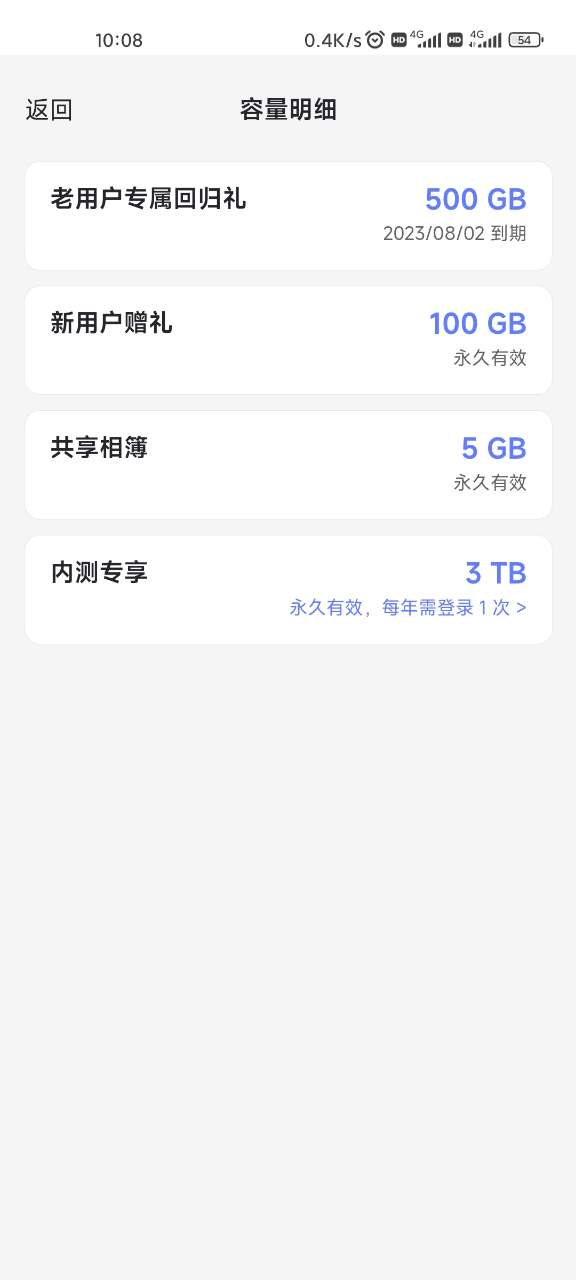 10:08 0.4K/s HD 4G HD 4G 54
返回 容量明细
老用户专属回归礼 500 GB
2023/08/02 到期
新用户赠礼 100 GB
永久有效
共享相簿 5 GB
永久有效
内测专享 3 TB
永久有效，每年需登录 1 次 >